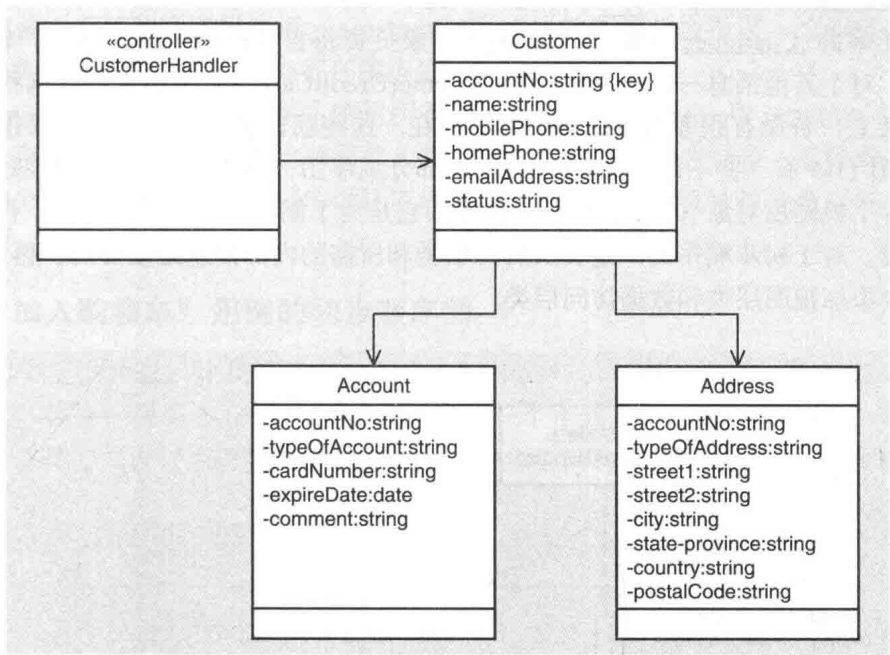 «controller»
CustomerHandler
Customer
-accountNo:string {key}
-name:string
-mobilePhone:string
-homePhone:string
-emailAddress:string
-status:string
Account
-accountNo:string
-typeOfAccount:string
-cardNumber:string
-expireDate:date
-comment:string
Address
-accountNo:string
-typeOfAddress:string
-street1:string
-street2:string
-city:string
-state-province:string
-country:string
-postalCode:string